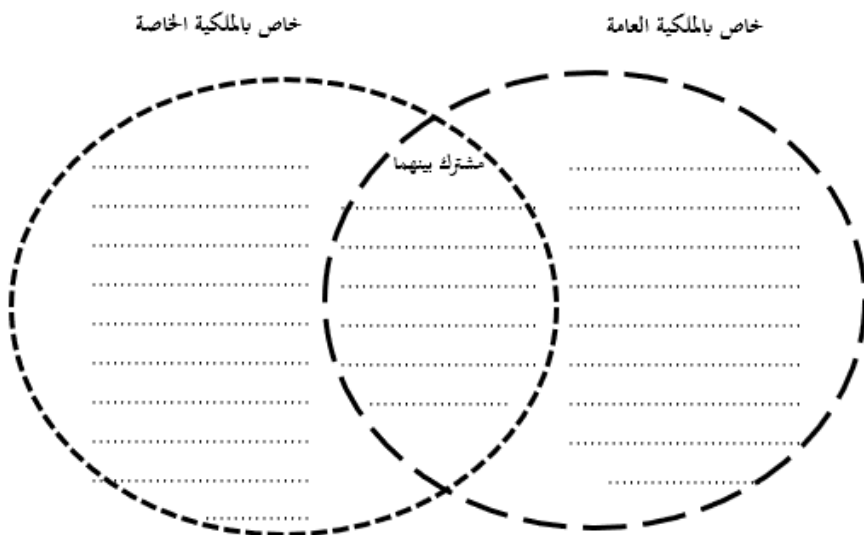 خاص بالملكية العامة
خاص بالملكية الخاصة
مشترك بينهما